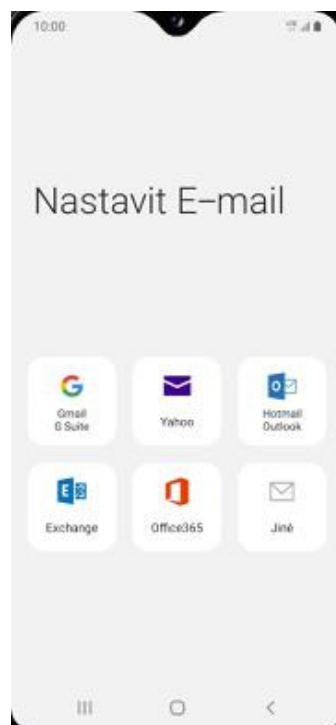 10:00
Nastavit E-mail
Gmail
G Suite
Yahoo
Hotmail
Outlook
Exchange
Office365
Jiné